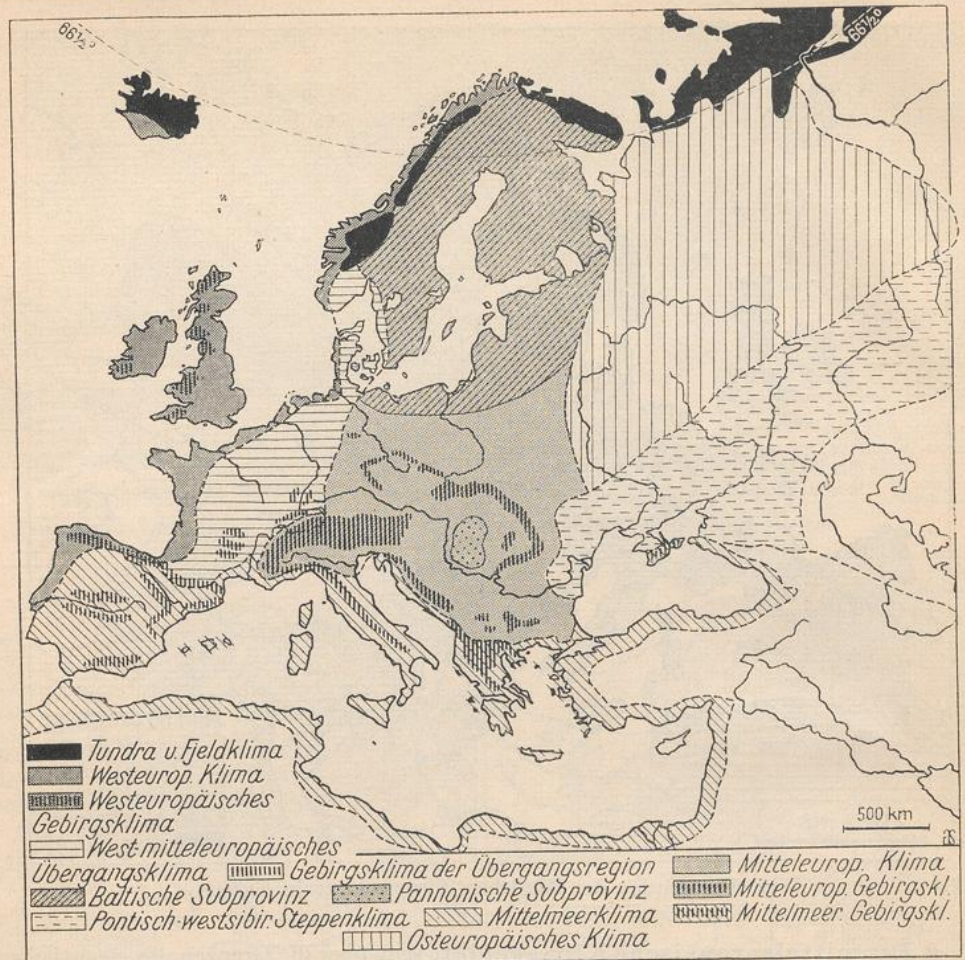 66½°
66½°
500 km
Tundra u. Fjeldklima
Westeurop. Klima
Westeuropäisches
Gebirgsklima
West-mitteleuropäisches
Übergangsklima
Gebirgsklima der Übergangsregion
Mitteleurop. Klima
Baltische Subprovinz
Pannonische Subprovinz
Mitteleurop. Gebirgskl.
Pontisch-westsibir. Steppenklima
Mittelmeerklima
Mittelmeer. Gebirgskl.
Osteuropäisches Klima